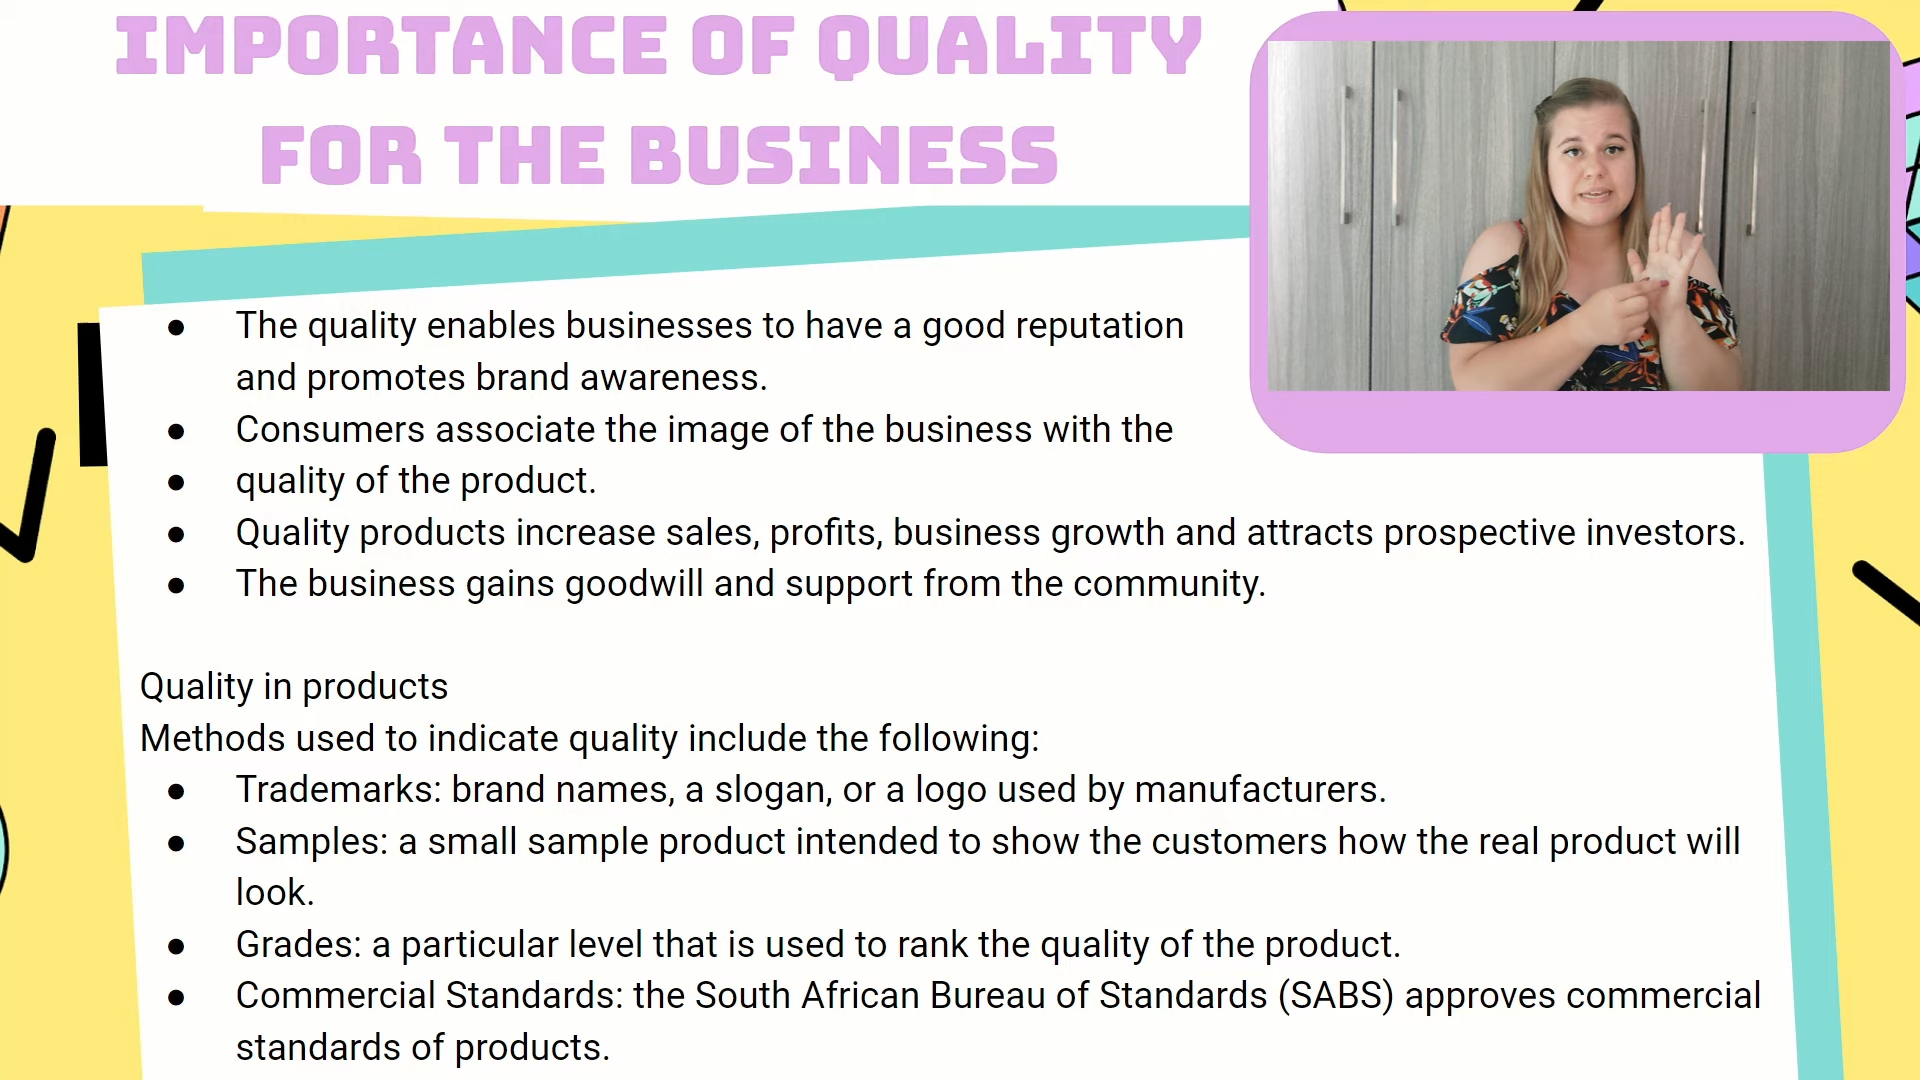 IMPORTANCE OF QUALITY
FOR THE BUSINESS
● The quality enables businesses to have a good reputation
and promotes brand awareness.
● Consumers associate the image of the business with the
● quality of the product.
● Quality products increase sales, profits, business growth and attracts prospective investors.
● The business gains goodwill and support from the community.
Quality in products
Methods used to indicate quality include the following:
● Trademarks: brand names, a slogan, or a logo used by manufacturers.
● Samples: a small sample product intended to show the customers how the real product will
look.
● Grades: a particular level that is used to rank the quality of the product.
● Commercial Standards: the South African Bureau of Standards (SABS) approves commercial
standards of products.